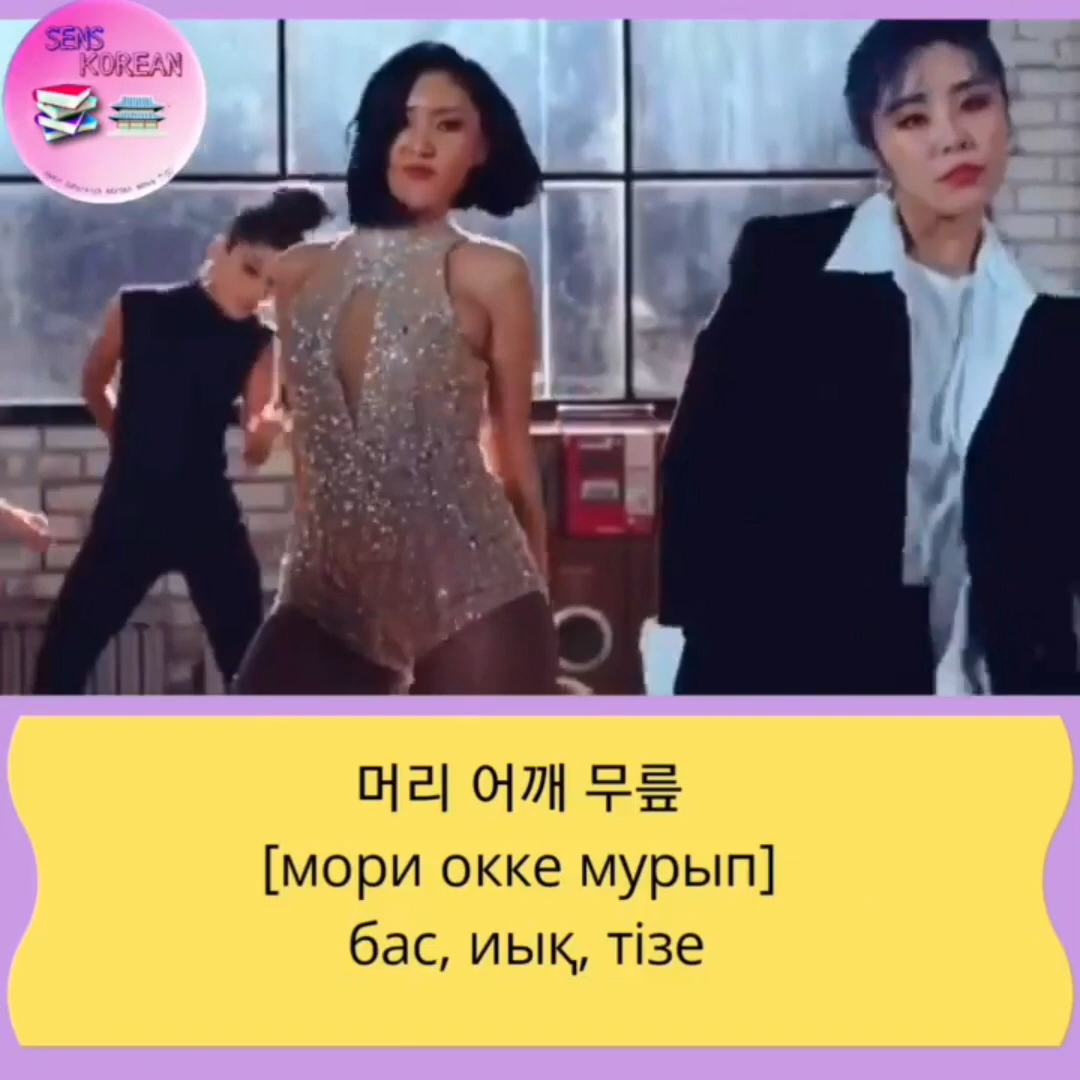 SENS
KOREAN
머리 어깨 무릎
[мори окке мурып]
бас, иық, тізе